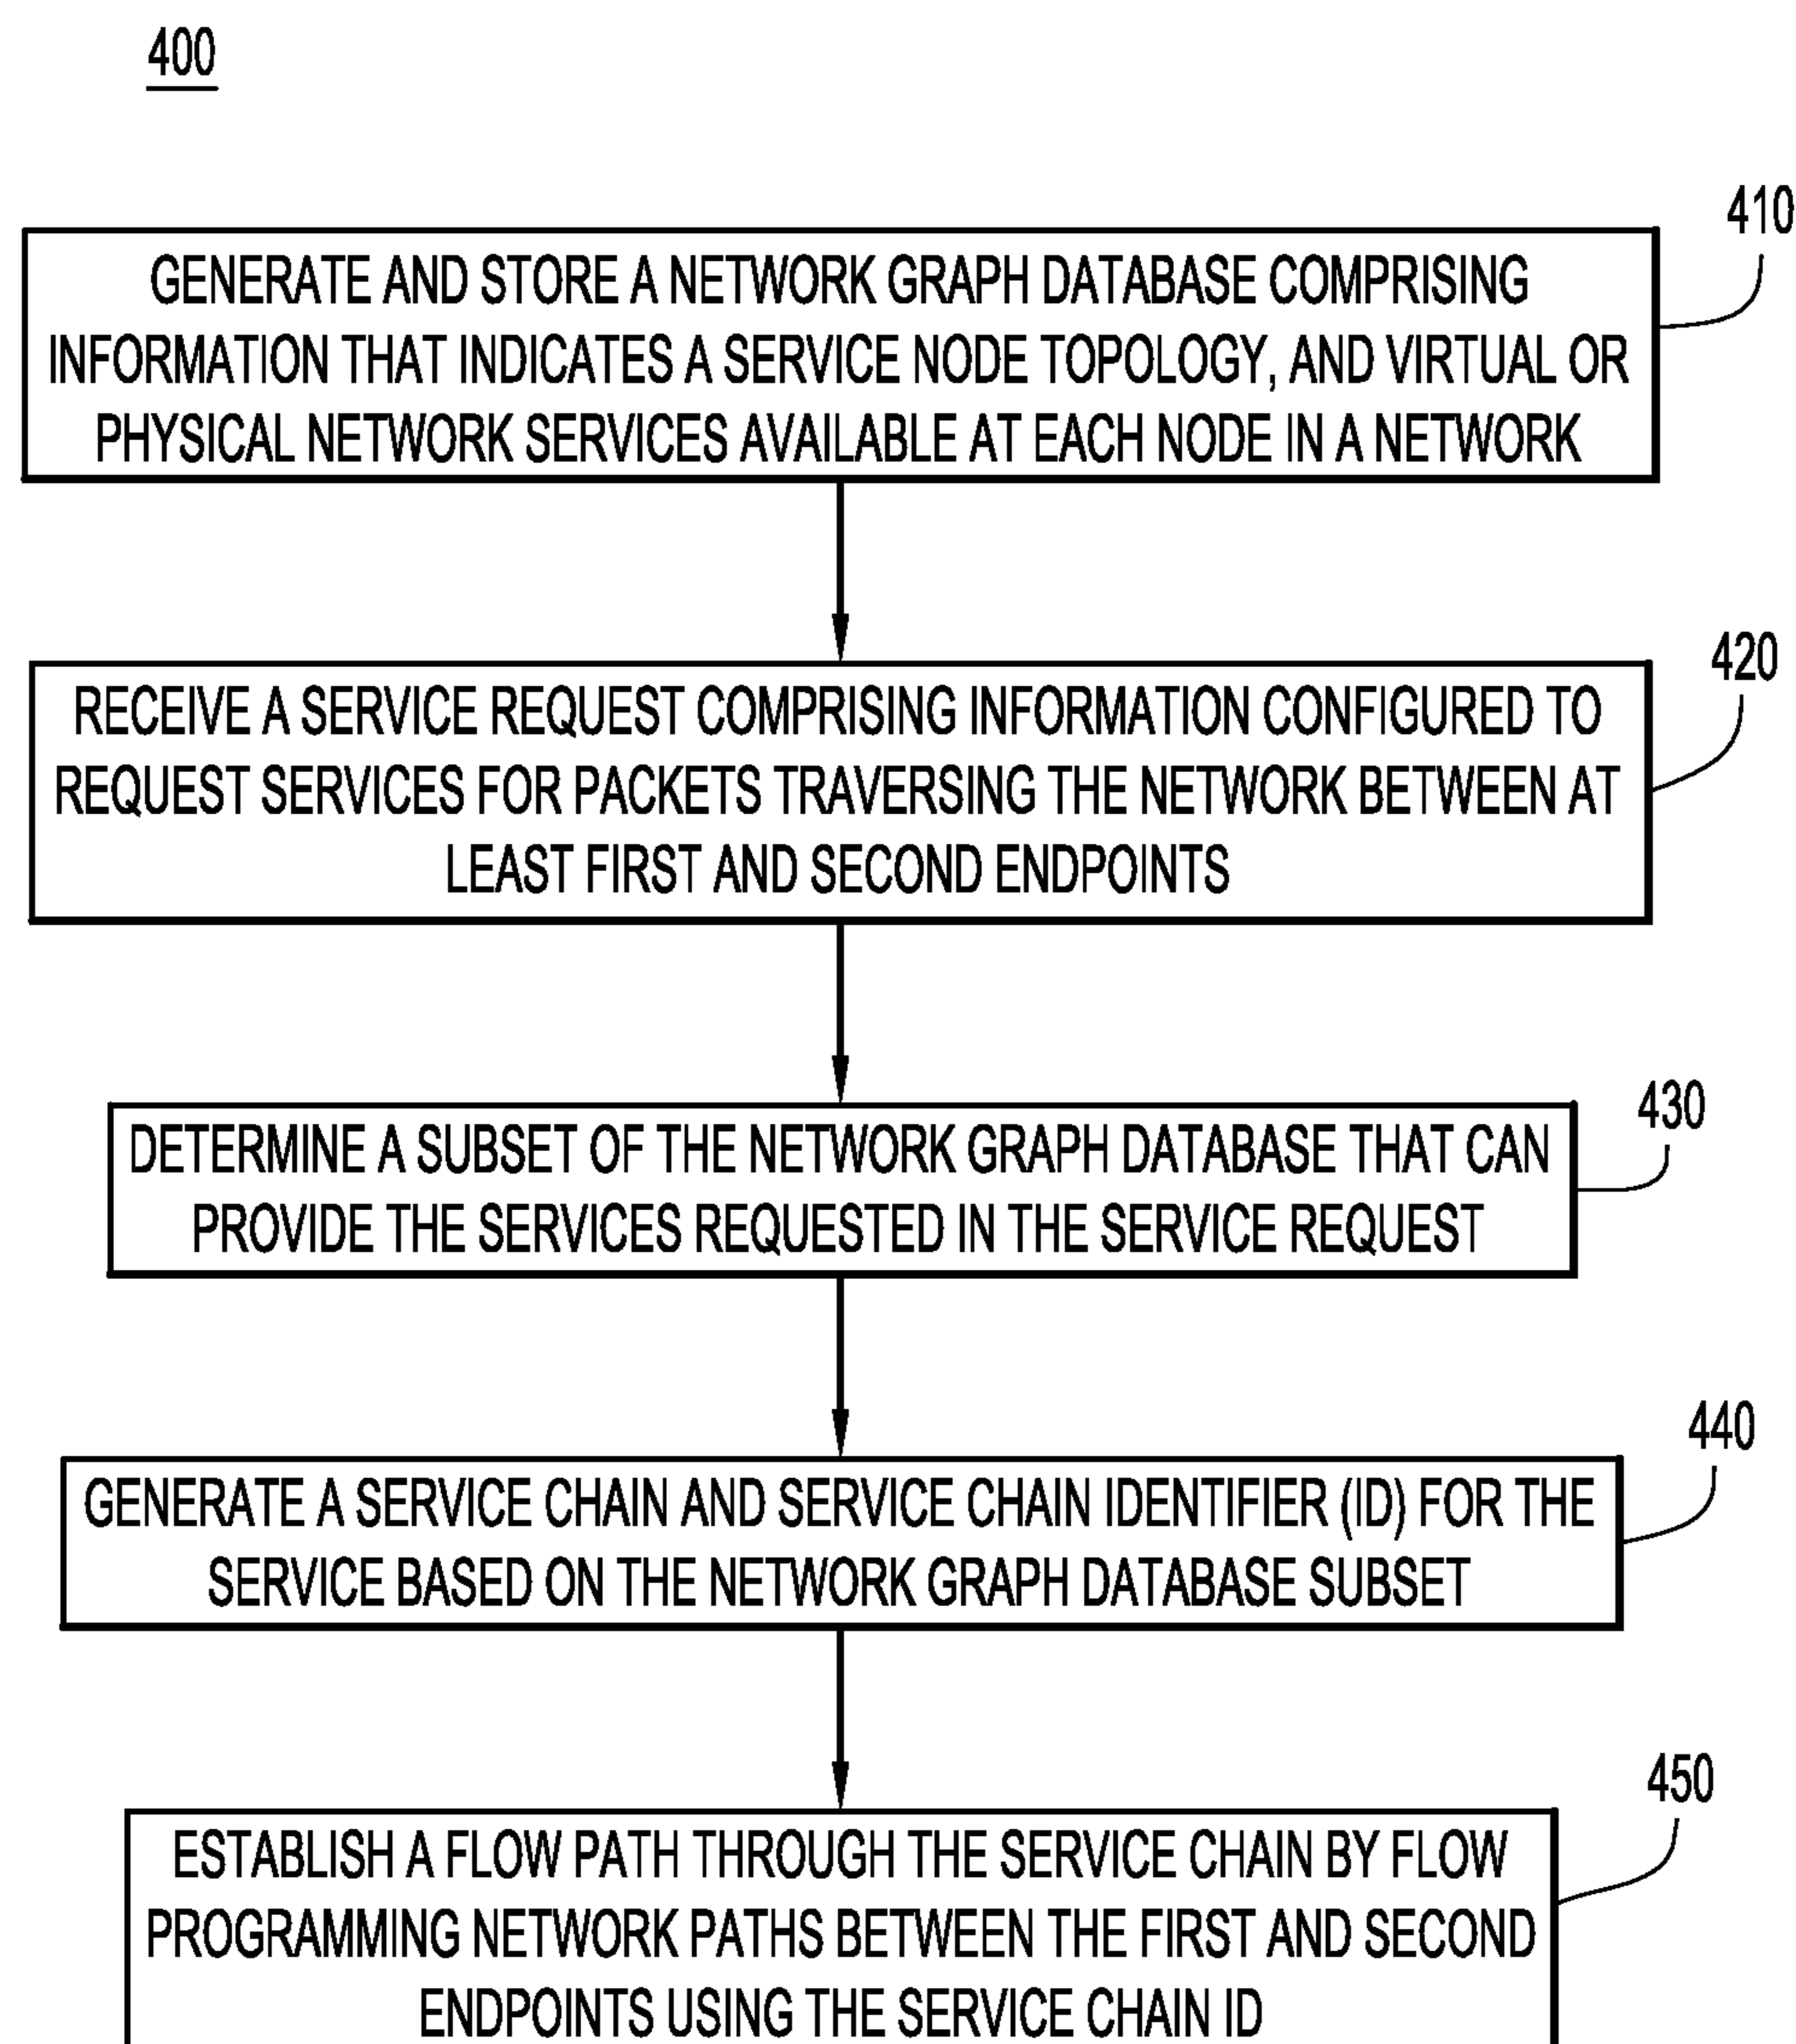 400
410
GENERATE AND STORE A NETWORK GRAPH DATABASE COMPRISING
INFORMATION THAT INDICATES A SERVICE NODE TOPOLOGY, AND VIRTUAL OR
PHYSICAL NETWORK SERVICES AVAILABLE AT EACH NODE IN A NETWORK
420
RECEIVE A SERVICE REQUEST COMPRISING INFORMATION CONFIGURED TO
REQUEST SERVICES FOR PACKETS TRAVERSING THE NETWORK BETWEEN AT
LEAST FIRST AND SECOND ENDPOINTS
430
DETERMINE A SUBSET OF THE NETWORK GRAPH DATABASE THAT CAN
PROVIDE THE SERVICES REQUESTED IN THE SERVICE REQUEST
440
GENERATE A SERVICE CHAIN AND SERVICE CHAIN IDENTIFIER (ID) FOR THE
SERVICE BASED ON THE NETWORK GRAPH DATABASE SUBSET
450
ESTABLISH A FLOW PATH THROUGH THE SERVICE CHAIN BY FLOW
PROGRAMMING NETWORK PATHS BETWEEN THE FIRST AND SECOND
ENDPOINTS USING THE SERVICE CHAIN ID